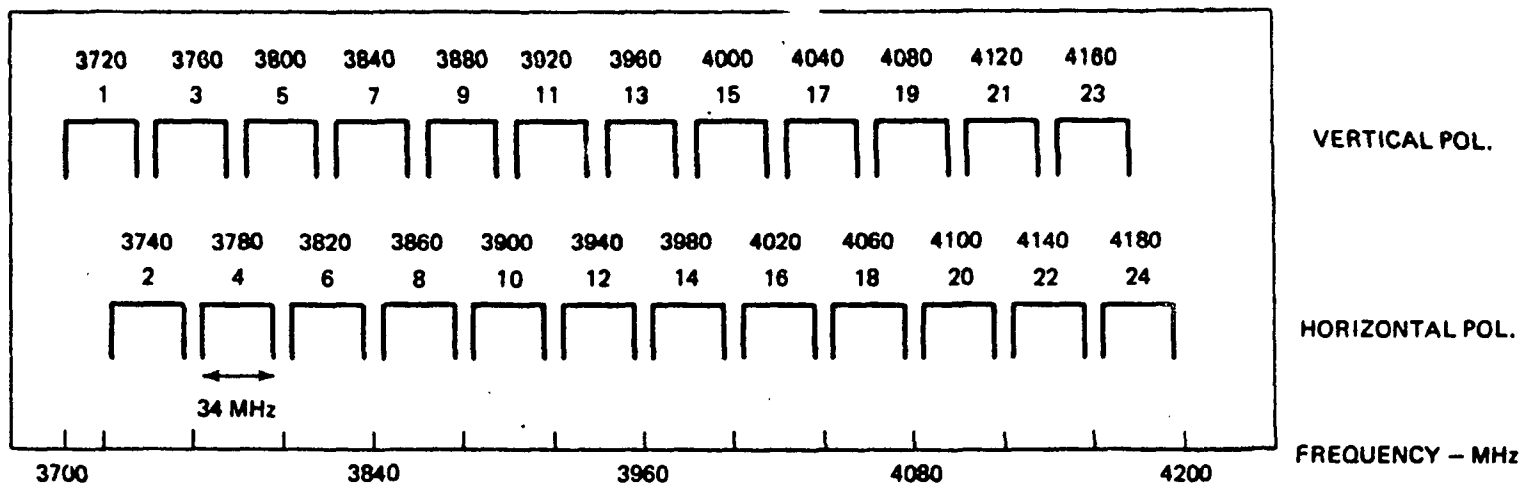 3720 3760 3800 3840 3880 3920 3960 4000 4040 4080 4120 4160
1 3 5 7 9 11 13 15 17 19 21 23
VERTICAL POL.
3740 3780 3820 3860 3900 3940 3980 4020 4060 4100 4140 4180
2 4 6 8 10 12 14 16 18 20 22 24
HORIZONTAL POL.
34 MHz
3700 3840 3960 4080 4200 FREQUENCY – MHz